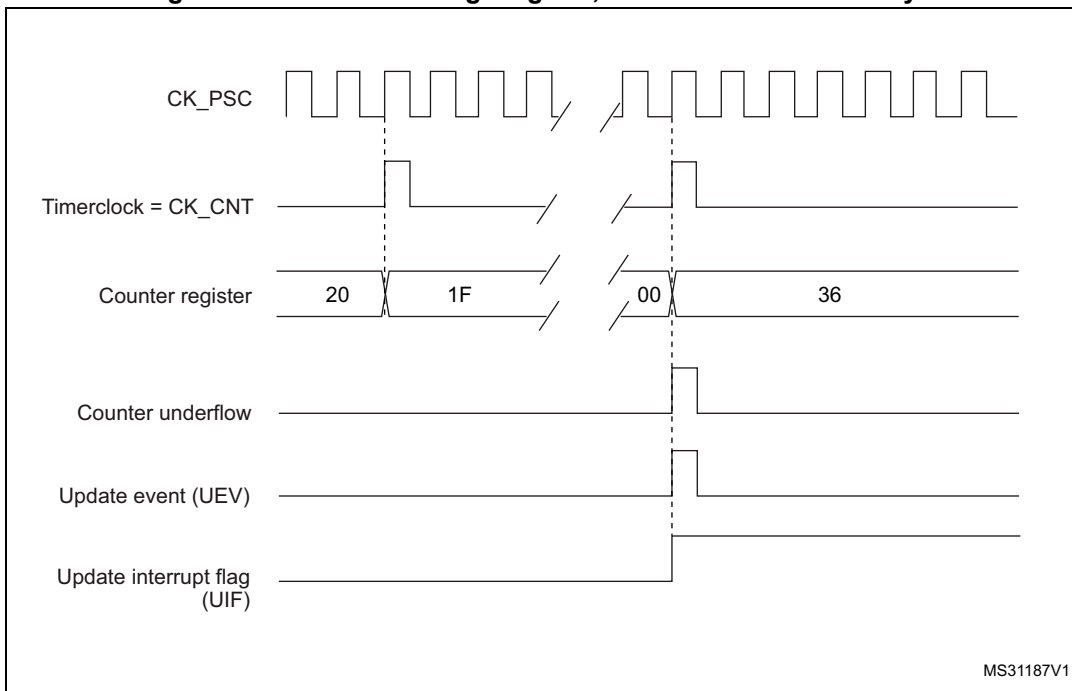 CK_PSC
Timerclock = CK_CNT
Counter register 20 1F 00 36
Counter underflow
Update event (UEV)
Update interrupt flag
(UIF)
MS31187V1